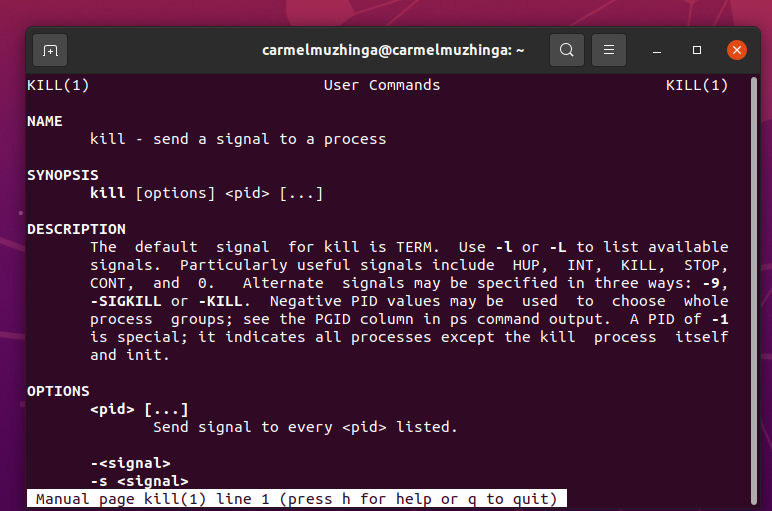 carmelmuzhinga@carmelmuzhinga: ~
KILL(1) User Commands KILL(1)
NAME
kill - send a signal to a process
SYNOPSIS
kill [options] <pid> [...]
DESCRIPTION
The default signal for kill is TERM. Use -l or -L to list available
signals. Particularly useful signals include HUP, INT, KILL, STOP,
CONT, and 0. Alternate signals may be specified in three ways: -9,
-SIGKILL or -KILL. Negative PID values may be used to choose whole
process groups; see the PGID column in ps command output. A PID of -1
is special; it indicates all processes except the kill process itself
and init.
OPTIONS
<pid> [...]
Send signal to every <pid> listed.
-<signal>
-s <signal>
Manual page kill(1) line 1 (press h for help or q to quit)